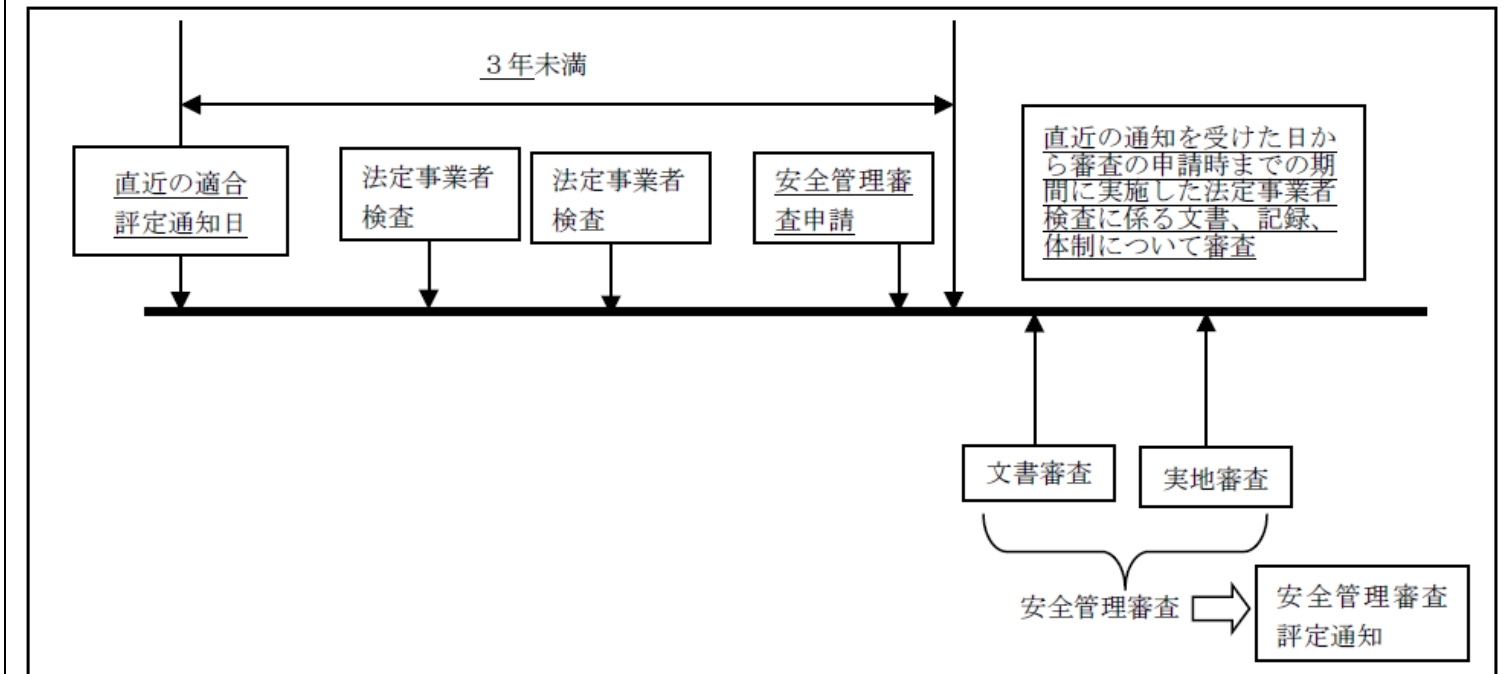 ３年未満
直近の適合
評定通知日
法定事業者
検査
法定事業者
検査
安全管理審
査申請
直近の通知を受けた日か
ら審査の申請時までの期
間に実施した法定事業者
検査に係る文書、記録、
体制について審査
文書審査
実地審査
安全管理審査
安全管理審査
評定通知